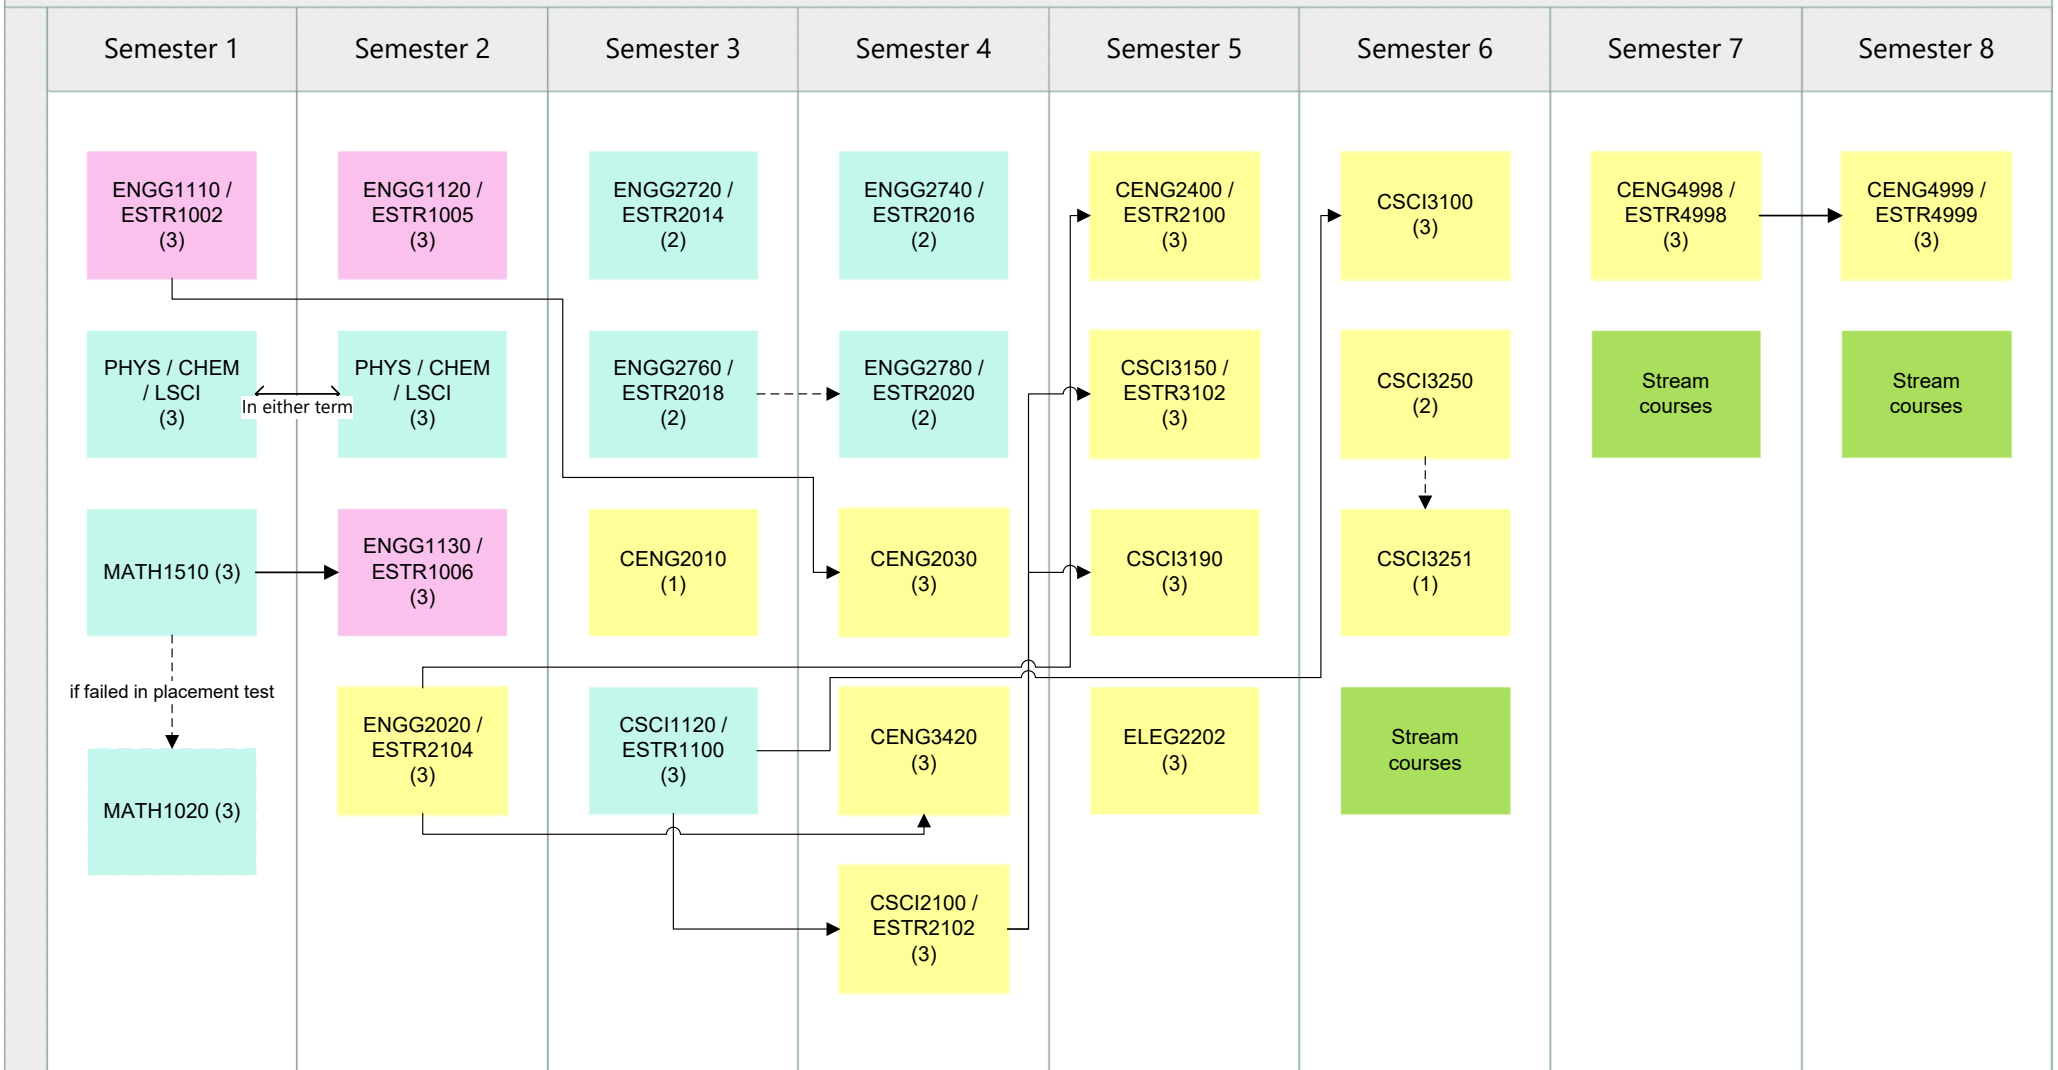 Semester 1
Semester 2
Semester 3
Semester 4
Semester 5
Semester 6
Semester 7
Semester 8
ENGG1110 /
ESTR1002
(3)
PHYS / CHEM
/ LSCI
(3)
In either term
MATH1510 (3)
if failed in placement test
MATH1020 (3)
ENGG1120 /
ESTR1005
(3)
PHYS / CHEM
/ LSCI
(3)
ENGG1130 /
ESTR1006
(3)
ENGG2020 /
ESTR2104
(3)
ENGG2720 /
ESTR2014
(2)
ENGG2760 /
ESTR2018
(2)
CENG2010
(1)
CSCI1120 /
ESTR1100
(3)
ENGG2740 /
ESTR2016
(2)
ENGG2780 /
ESTR2020
(2)
CENG2030
(3)
CENG3420
(3)
CSCI2100 /
ESTR2102
(3)
CENG2400 /
ESTR2100
(3)
CSCI3150 /
ESTR3102
(3)
CSCI3190
(3)
ELEG2202
(3)
CSCI3100
(3)
CSCI3250
(2)
CSCI3251
(1)
Stream
courses
CENG4998 /
ESTR4998
(3)
Stream
courses
CENG4999 /
ESTR4999
(3)
Stream
courses